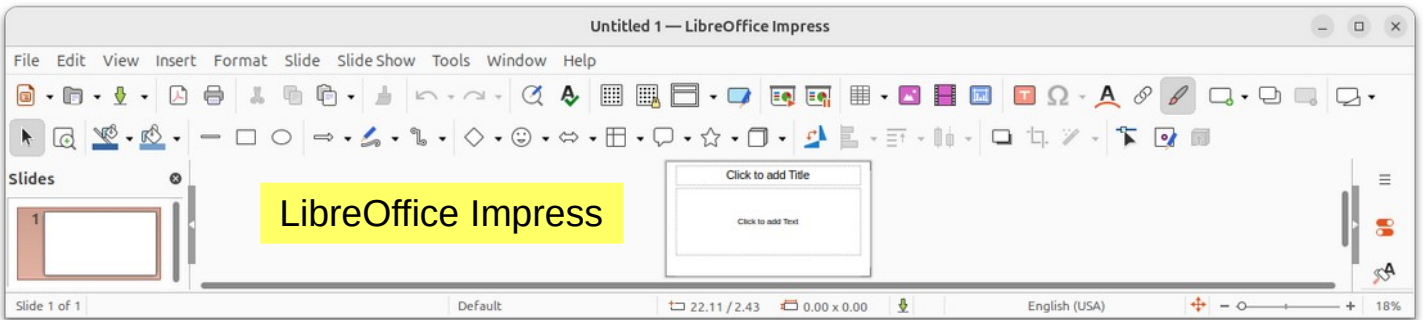 Untitled 1 — LibreOffice Impress
File Edit View Insert Format Slide Slide Show Tools Window Help
Slides
1
LibreOffice Impress
Click to add Title
Click to add Text
Slide 1 of 1 Default 22.11 / 2.43 0.00 x 0.00 English (USA) 18%